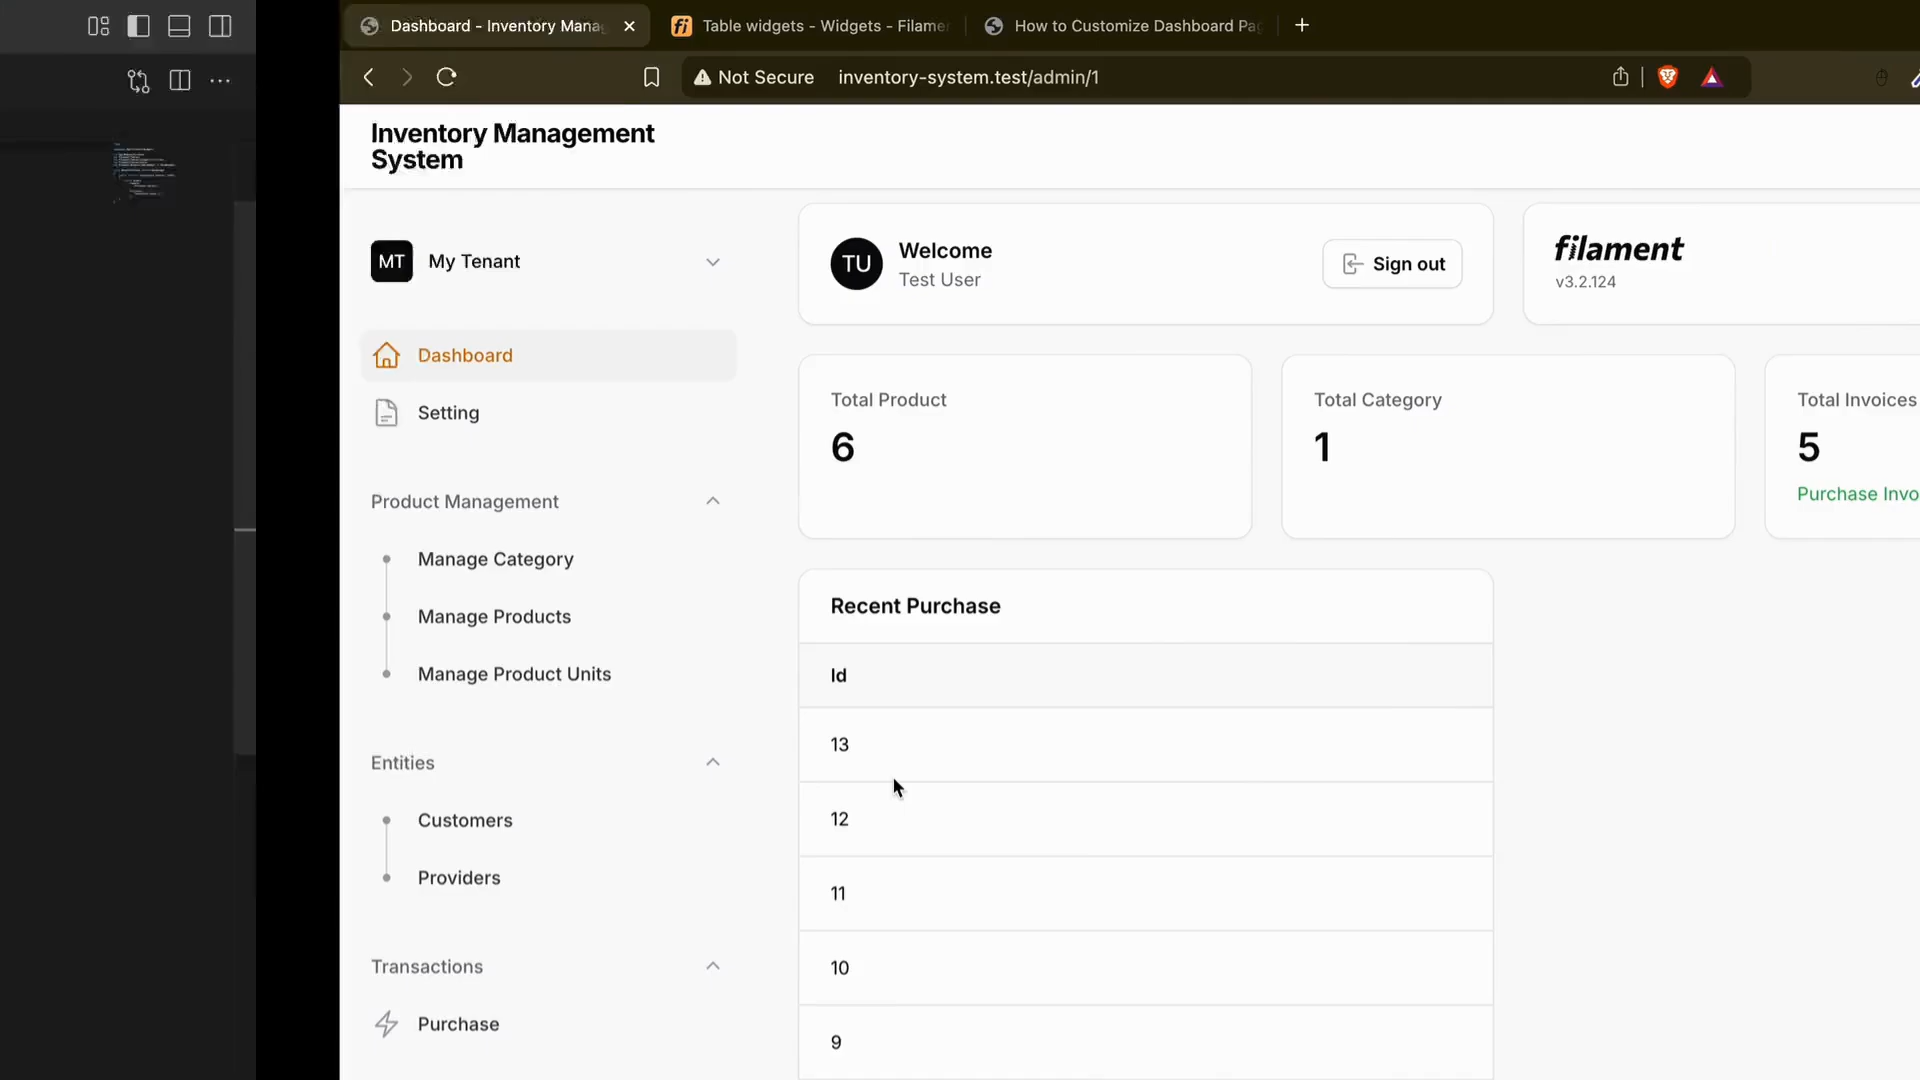 Dashboard - Inventory Mana
Table widgets - Widgets - Filame
How to Customize Dashboard Pa
Not Secure
inventory-system.test/admin/1
Inventory Management
System
MT
My Tenant
Dashboard
Setting
Product Management
Manage Category
Manage Products
Manage Product Units
Entities
Customers
Providers
Transactions
Purchase
TU
Welcome
Test User
Sign out
filament
v3.2.124
Total Product
6
Total Category
1
Total Invoices
5
Purchase Invo
Recent Purchase
Id
13
12
11
10
9